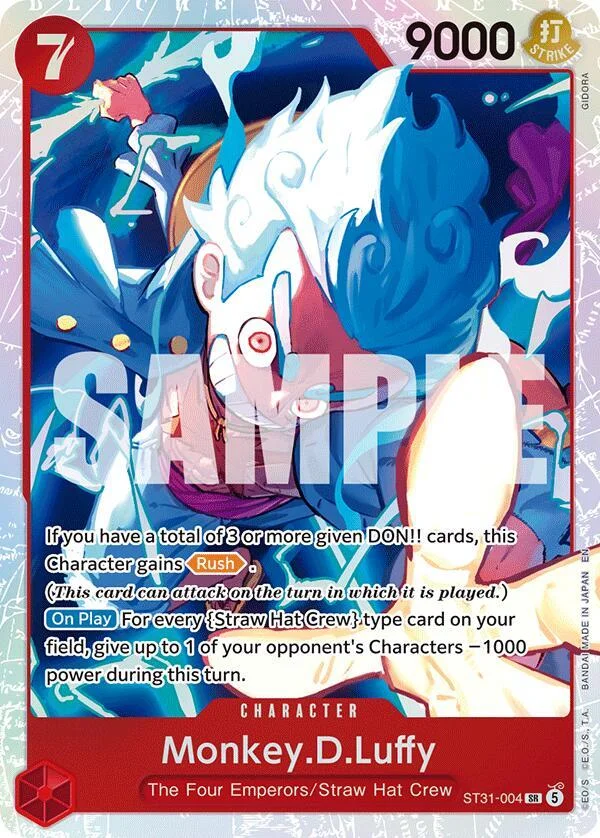 7
9000
打
STRIKE
GIDORA
SAMPLE
If you have a total of 3 or more given DON!! cards, this
Character gains Rush.
(This card can attack on the turn in which it is played.)
On Play For every {Straw Hat Crew} type card on your
field, give up to 1 of your opponent's Characters −1000
power during this turn.
CHARACTER
Monkey.D.Luffy
The Four Emperors/Straw Hat Crew
ST31-004 SR 5
©EO/S ©E.O./S., T.A. BANDAI MADE IN JAPAN EN